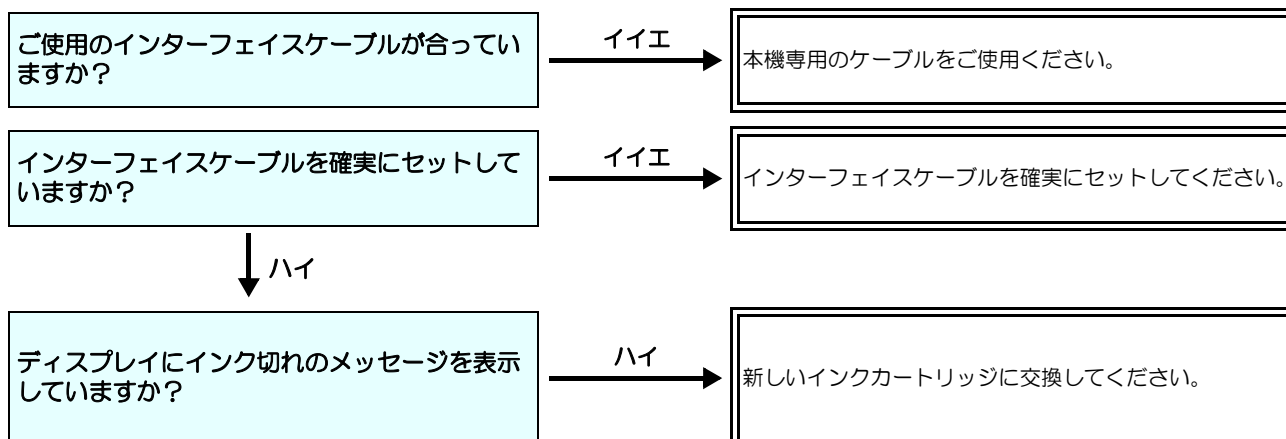 ご使用のインターフェイスケーブルが合ってい
ますか？
イイエ
本機専用のケーブルをご使用ください。
インターフェイスケーブルを確実にセットして
いますか？
イイエ
インターフェイスケーブルを確実にセットしてください。
ハイ
ディスプレイにインク切れのメッセージを表示
していますか？
ハイ
新しいインクカートリッジに交換してください。